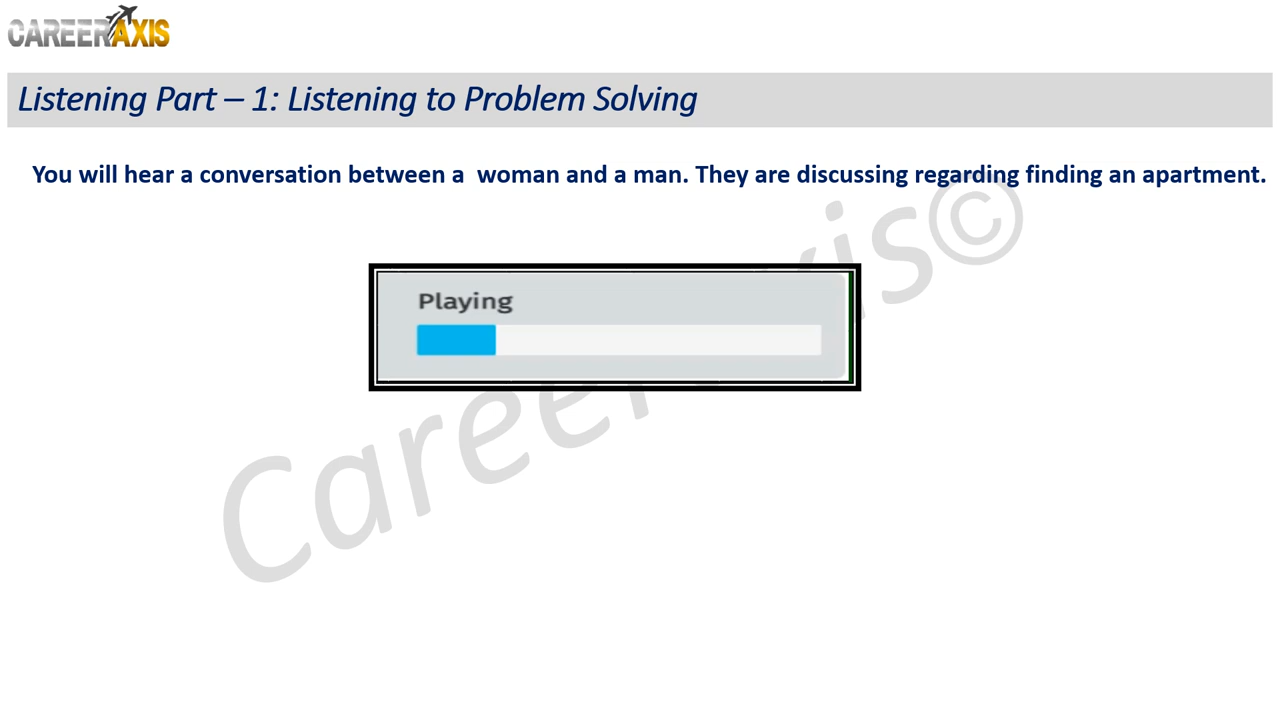 CAREERAXIS
Listening Part – 1: Listening to Problem Solving
You will hear a conversation between a  woman and a man. They are discussing regarding finding an apartment.
Playing
CareerAxis©